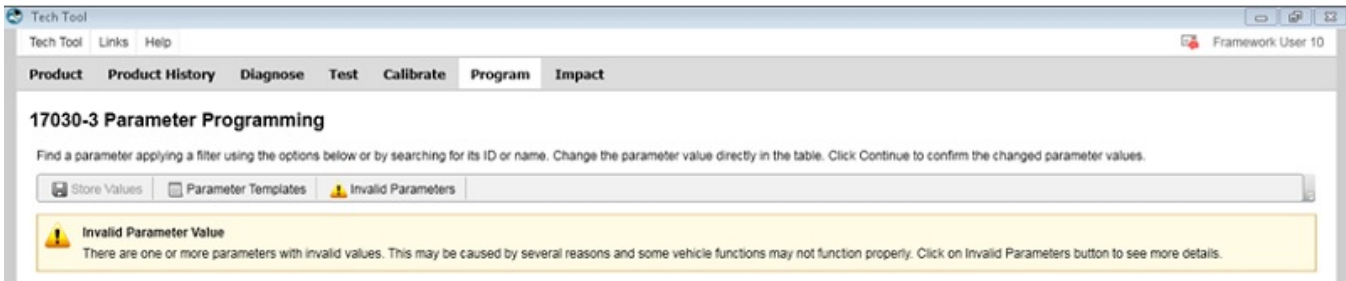 Tech Tool
Tech Tool Links Help Framework User 10
Product Product History Diagnose Test Calibrate Program Impact
17030-3 Parameter Programming
Find a parameter applying a filter using the options below or by searching for its ID or name. Change the parameter value directly in the table. Click Continue to confirm the changed parameter values.
Store Values Parameter Templates Invalid Parameters
Invalid Parameter Value
There are one or more parameters with invalid values. This may be caused by several reasons and some vehicle functions may not function properly. Click on Invalid Parameters button to see more details.